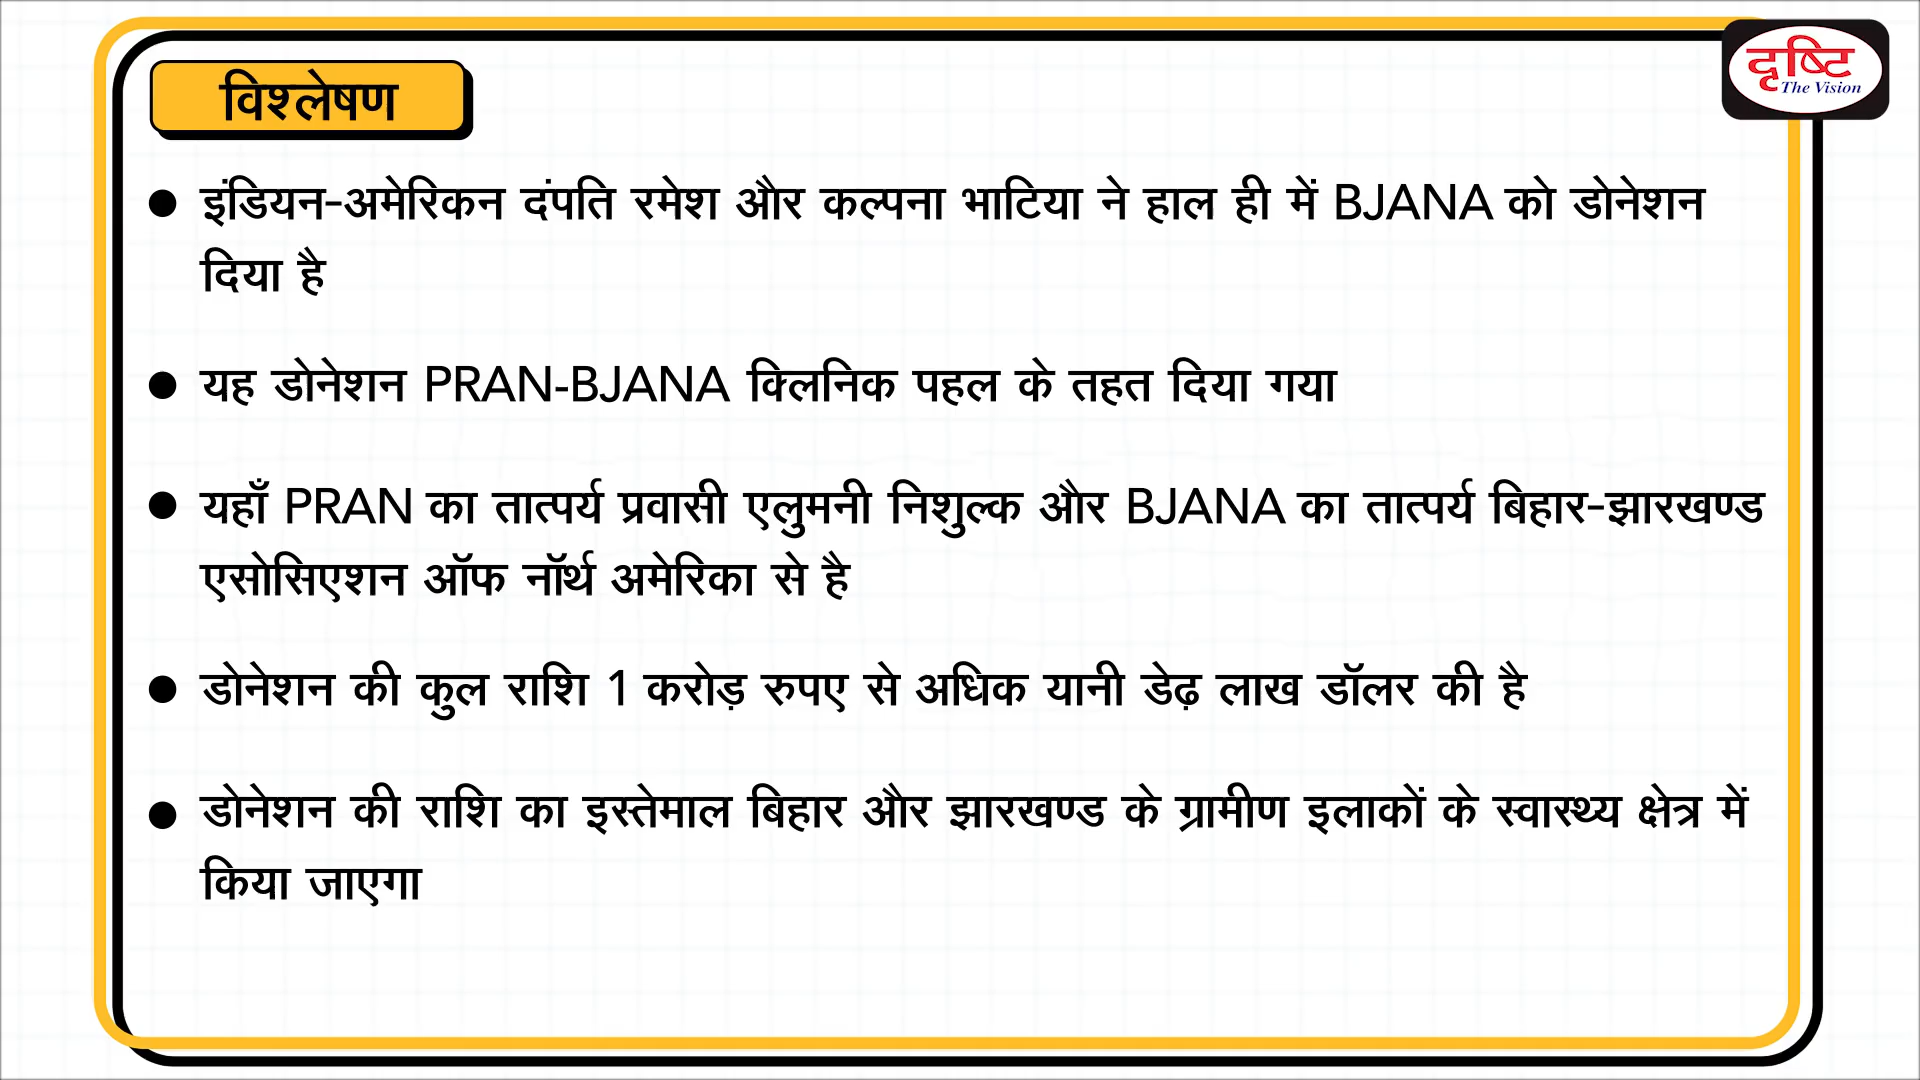 दृष्टि
The Vision
विश्लेषण
● इंडियन-अमेरिकन दंपति रमेश और कल्पना भाटिया ने हाल ही में BJANA को डोनेशन
दिया है
● यह डोनेशन PRAN-BJANA क्लिनिक पहल के तहत दिया गया
● यहाँ PRAN का तात्पर्य प्रवासी एलुमनी निशुल्क और BJANA का तात्पर्य बिहार-झारखण्ड
एसोसिएशन ऑफ नॉर्थ अमेरिका से है
● डोनेशन की कुल राशि 1 करोड़ रुपए से अधिक यानी डेढ़ लाख डॉलर की है
● डोनेशन की राशि का इस्तेमाल बिहार और झारखण्ड के ग्रामीण इलाकों के स्वास्थ्य क्षेत्र में
किया जाएगा